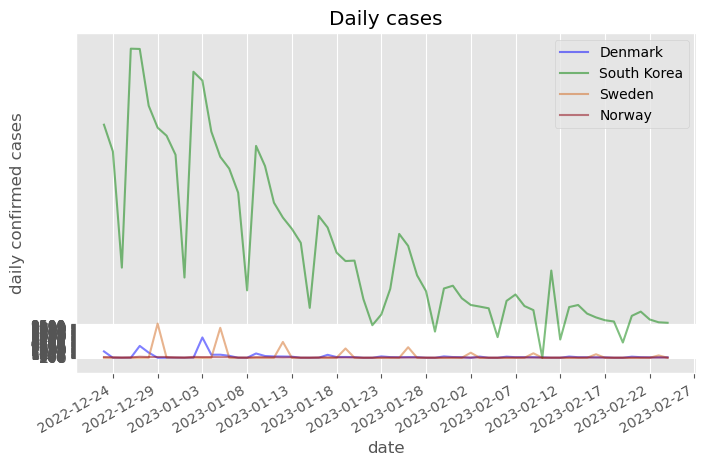 Daily cases
Denmark
South Korea
Sweden
Norway
daily confirmed cases
2022-12-24
2022-12-29
2023-01-03
2023-01-08
2023-01-13
2023-01-18
2023-01-23
2023-01-28
2023-02-02
2023-02-07
2023-02-12
2023-02-17
2023-02-22
2023-02-27
date